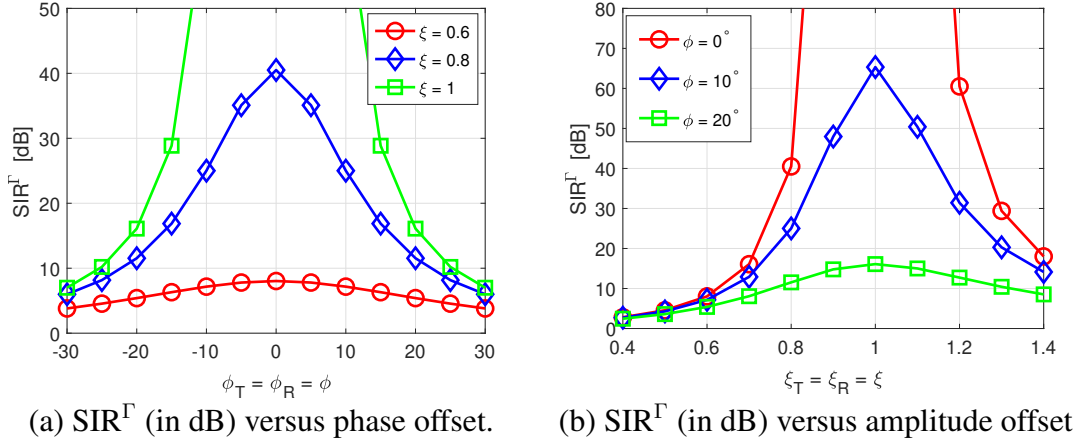 50
40
30
20
10
0
SIR^Γ [dB]
ξ = 0.6
ξ = 0.8
ξ = 1
-30 -20 -10 0 10 20 30
ϕ_T = ϕ_R = ϕ
(a) SIR^Γ (in dB) versus phase offset.
80
70
60
50
40
30
20
10
0
SIR^Γ [dB]
ϕ = 0°
ϕ = 10°
ϕ = 20°
0.4 0.6 0.8 1 1.2 1.4
ξ_T = ξ_R = ξ
(b) SIR^Γ (in dB) versus amplitude offset